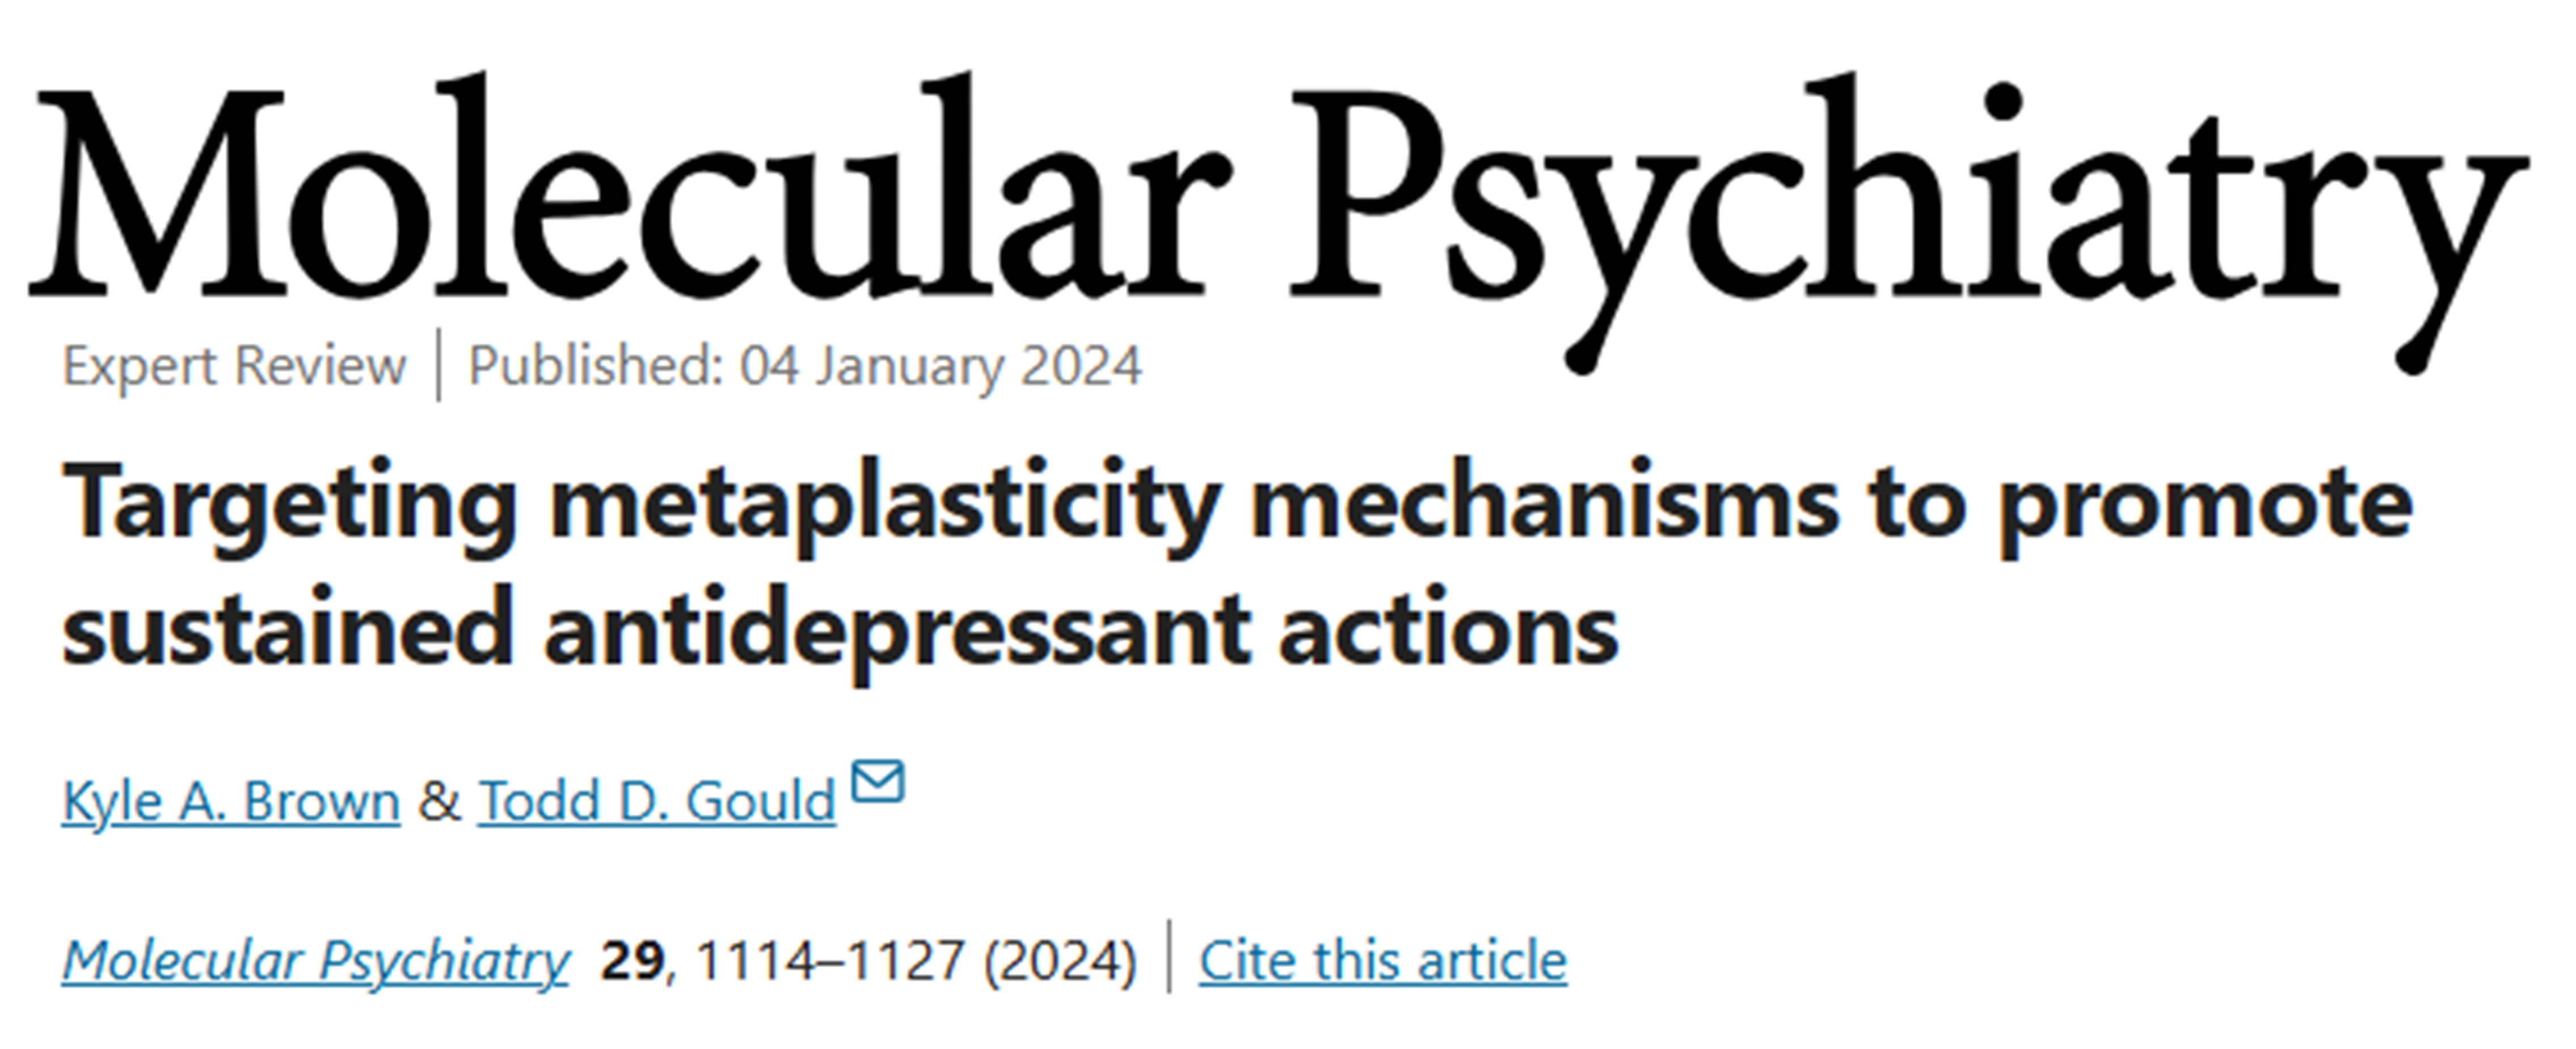 Molecular Psychiatry
Expert Review | Published: 04 January 2024
Targeting metaplasticity mechanisms to promote
sustained antidepressant actions
Kyle A. Brown & Todd D. Gould
Molecular Psychiatry 29, 1114–1127 (2024) | Cite this article